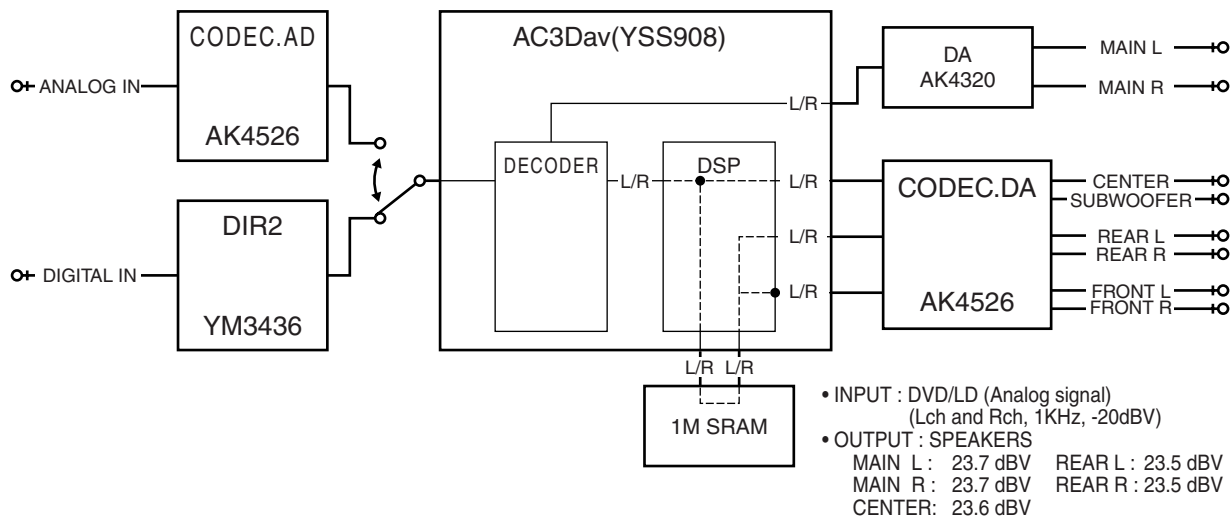 CODEC.AD
AK4526
ANALOG IN
DIR2
YM3436
DIGITAL IN
AC3Dav(YSS908)
DECODER
L/R
L/R
DSP
L/R
L/R
L/R
L/R L/R
1M SRAM
DA
AK4320
MAIN L
MAIN R
CODEC.DA
AK4526
CENTER
SUBWOOFER
REAR L
REAR R
FRONT L
FRONT R
• INPUT : DVD/LD (Analog signal)
(Lch and Rch, 1KHz, -20dBV)
• OUTPUT : SPEAKERS
MAIN L : 23.7 dBV REAR L : 23.5 dBV
MAIN R : 23.7 dBV REAR R : 23.5 dBV
CENTER: 23.6 dBV